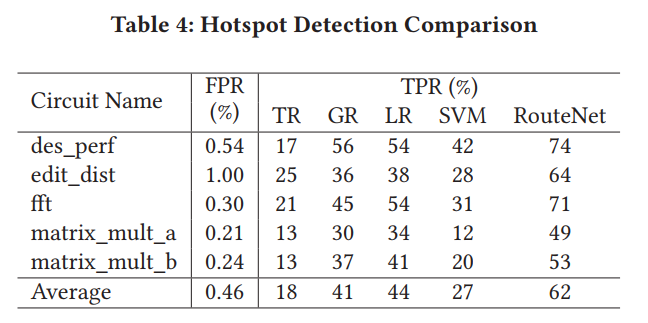 Table 4: Hotspot Detection Comparison
Circuit Name FPR (%) TPR (%)
TR GR LR SVM RouteNet
des_perf 0.54 17 56 54 42 74
edit_dist 1.00 25 36 38 28 64
fft 0.30 21 45 54 31 71
matrix_mult_a 0.21 13 30 34 12 49
matrix_mult_b 0.24 13 37 41 20 53
Average 0.46 18 41 44 27 62